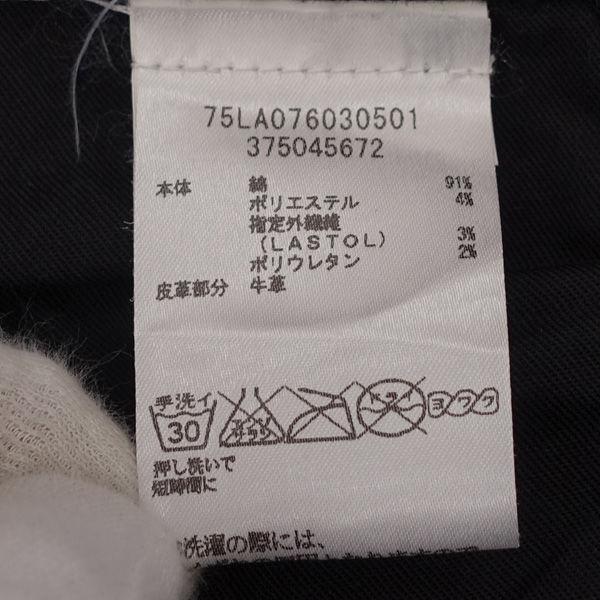 75LA076030501
375045672
本体 綿 91%
ポリエステル 4%
指定外繊維
(LASTOL) 3%
ポリウレタン 2%
皮革部分 牛革
手洗イ
30
ヨワク
押し洗いで
短時間に
洗濯の際には、